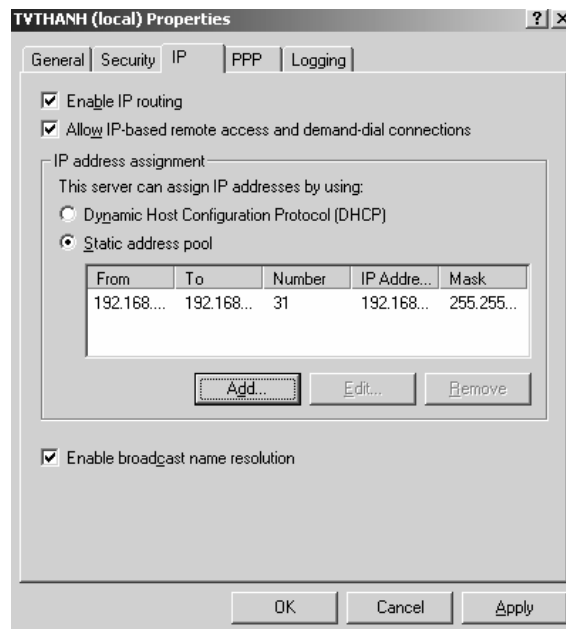 TVTHANH (local) Properties
General Security IP PPP Logging
Enable IP routing
Allow IP-based remote access and demand-dial connections
IP address assignment
This server can assign IP addresses by using:
Dynamic Host Configuration Protocol (DHCP)
Static address pool
From To Number IP Addre... Mask
192.168.... 192.168... 31 192.168... 255.255...
Add... Edit... Remove
Enable broadcast name resolution
OK Cancel Apply